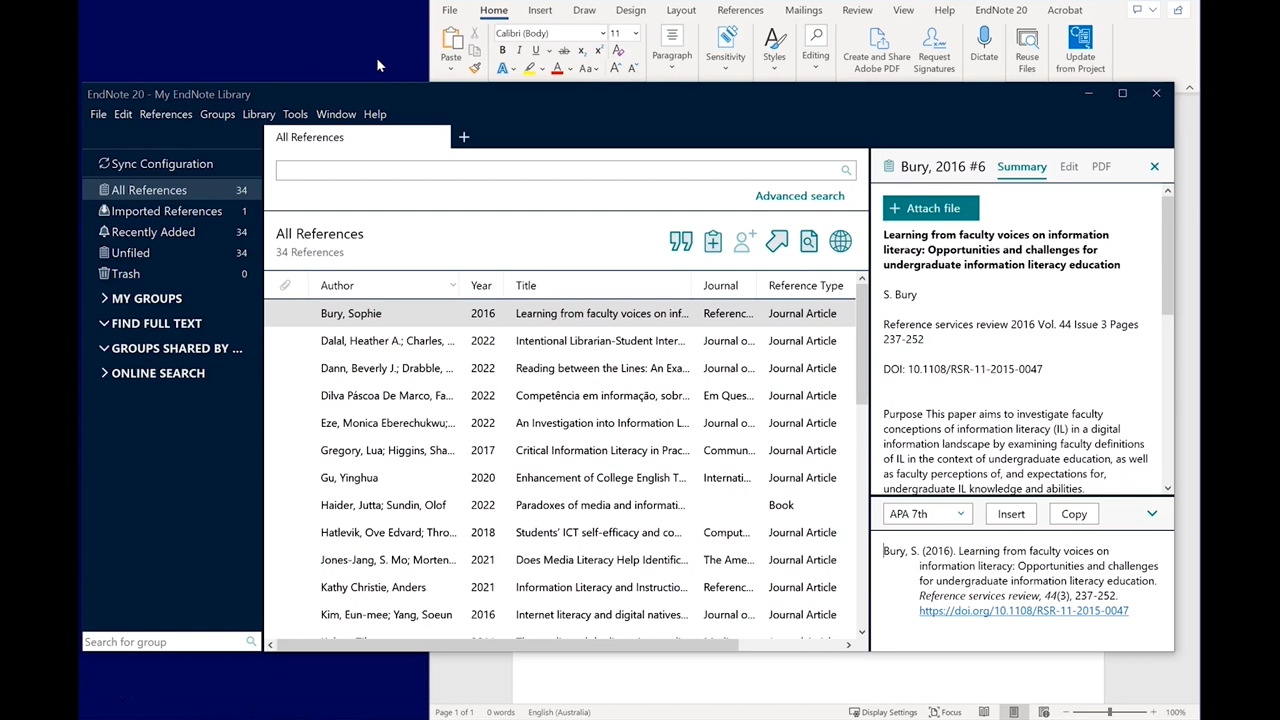 File Home Insert Draw Design Layout References Mailings Review View Help EndNote 20 Acrobat
Calibri (Body) 11
Paste
B I U ab x x
A A Aa A A
Paragraph
Sensitivity
Styles
Editing
Create and Share
Adobe PDF
Request
Signatures
Dictate
Reuse
Files
Update
from Project
EndNote 20 - My EndNote Library
File Edit References Groups Library Tools Window Help
Sync Configuration
All References 34
Imported References 1
Recently Added 34
Unfiled 34
Trash 0
MY GROUPS
FIND FULL TEXT
GROUPS SHARED BY ...
ONLINE SEARCH
Search for group
All References +
Advanced search
All References
34 References
Author Year Title Journal Reference Type
Bury, Sophie 2016 Learning from faculty voices on inf... Referenc... Journal Article
Dalal, Heather A.; Charles, ... 2022 Intentional Librarian-Student Inter... Journal o... Journal Article
Dann, Beverly J.; Drabble, ... 2022 Reading between the Lines: An Exa... Journal o... Journal Article
Dilva Páscoa De Marco, Fa... 2022 Competência em informação, sobr... Em Ques... Journal Article
Eze, Monica Eberechukwu;... 2022 An Investigation into Information L... Journal o... Journal Article
Gregory, Lua; Higgins, Sha... 2017 Critical Information Literacy in Prac... Commun... Journal Article
Gu, Yinghua 2020 Enhancement of College English T... Internati... Journal Article
Haider, Jutta; Sundin, Olof 2022 Paradoxes of media and informati... Book
Hatlevik, Ove Edvard; Thro... 2018 Students’ ICT self-efficacy and co... Comput... Journal Article
Jones-Jang, S. Mo; Morten... 2021 Does Media Literacy Help Identific... The Ame... Journal Article
Kathy Christie, Anders 2021 Information Literacy and Instructio... Referenc... Journal Article
Kim, Eun-mee; Yang, Soeun 2016 Internet literacy and digital natives... Journal o... Journal Article
Bury, 2016 #6 Summary Edit PDF
+ Attach file
Learning from faculty voices on information
literacy: Opportunities and challenges for
undergraduate information literacy education
S. Bury
Reference services review 2016 Vol. 44 Issue 3 Pages
237-252
DOI: 10.1108/RSR-11-2015-0047
Purpose This paper aims to investigate faculty
conceptions of information literacy (IL) in a digital
information landscape by examining faculty definitions
of IL in the context of undergraduate education, as well
as faculty perceptions of, and expectations for,
undergraduate IL knowledge and abilities.
APA 7th Insert Copy
Bury, S. (2016). Learning from faculty voices on
information literacy: Opportunities and challenges
for undergraduate information literacy education.
Reference services review, 44(3), 237-252.
https://doi.org/10.1108/RSR-11-2015-0047
Page 1 of 1 0 words English (Australia) Display Settings Focus 100%